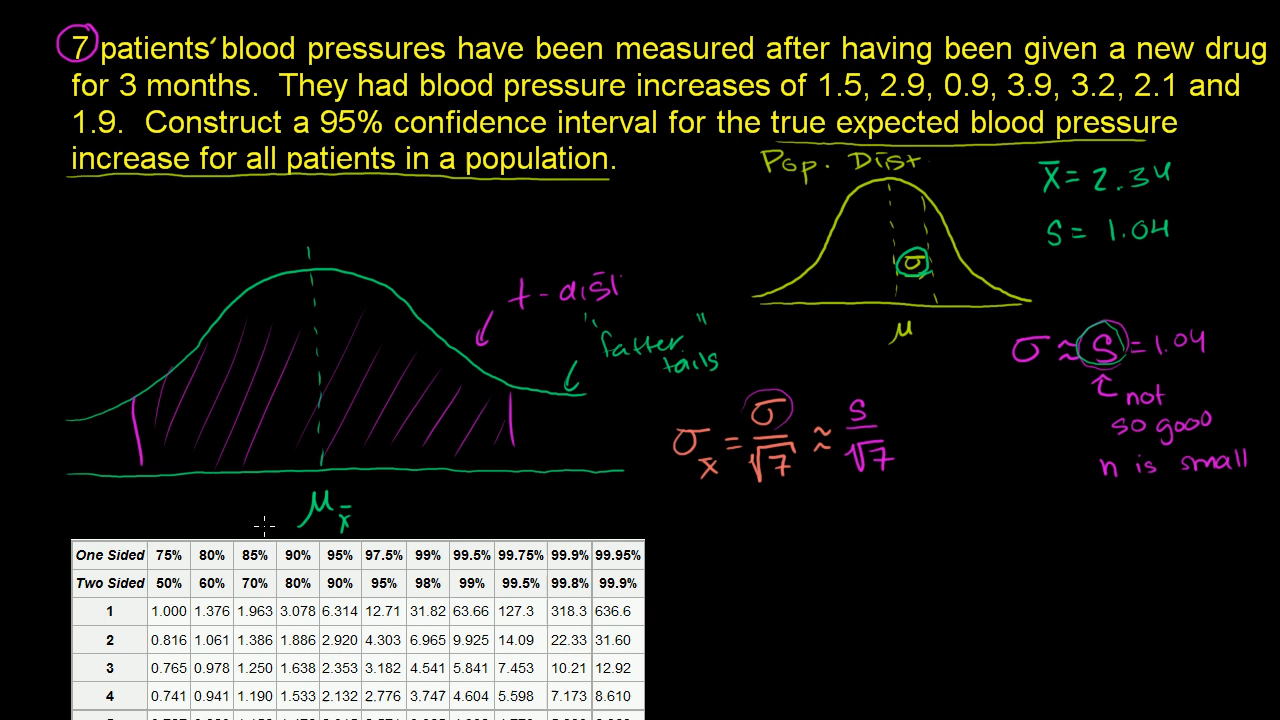 7 patients' blood pressures have been measured after having been given a new drug
for 3 months. They had blood pressure increases of 1.5, 2.9, 0.9, 3.9, 3.2, 2.1 and
1.9. Construct a 95% confidence interval for the true expected blood pressure
increase for all patients in a population.
Pop. Dist
x̄ = 2.34
s = 1.04
σ
μ
t-dist
"fatter
tails"
σ ≈ s = 1.04
not
so good
n is small
σx̄ = σ/√7 ≈ s/√7
μx̄
One Sided 75% 80% 85% 90% 95% 97.5% 99% 99.5% 99.75% 99.9% 99.95%
Two Sided 50% 60% 70% 80% 90% 95% 98% 99% 99.5% 99.8% 99.9%
1 1.000 1.376 1.963 3.078 6.314 12.71 31.82 63.66 127.3 318.3 636.6
2 0.816 1.061 1.386 1.886 2.920 4.303 6.965 9.925 14.09 22.33 31.60
3 0.765 0.978 1.250 1.638 2.353 3.182 4.541 5.841 7.453 10.21 12.92
4 0.741 0.941 1.190 1.533 2.132 2.776 3.747 4.604 5.598 7.173 8.610